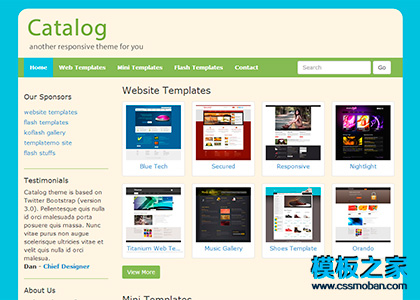 Catalog
another responsive theme for you
Home
Web Templates
Mini Templates
Flash Templates
Contact
Search
Go
Our Sponsors
website templates
flash templates
koflash gallery
templatemo site
flash stuffs
Testimonials
Catalog theme is based on
Twitter Bootstrap (version
3.0). Pellentesque quis nulla
id orci malesuada porta
posuere quis massa. Nunc
vitae purus non augue
scelerisque ultricies vitae et
velit quis nulla id orci
malesuada.
Dan - Chief Designer
About Us
Website Templates
Blue Tech
Secured
Responsive
Nightlight
Titanium Web Te...
Music Gallery
Shoes Template
Orando
View More
Mini Templates
模板之家
www.cssmoban.com